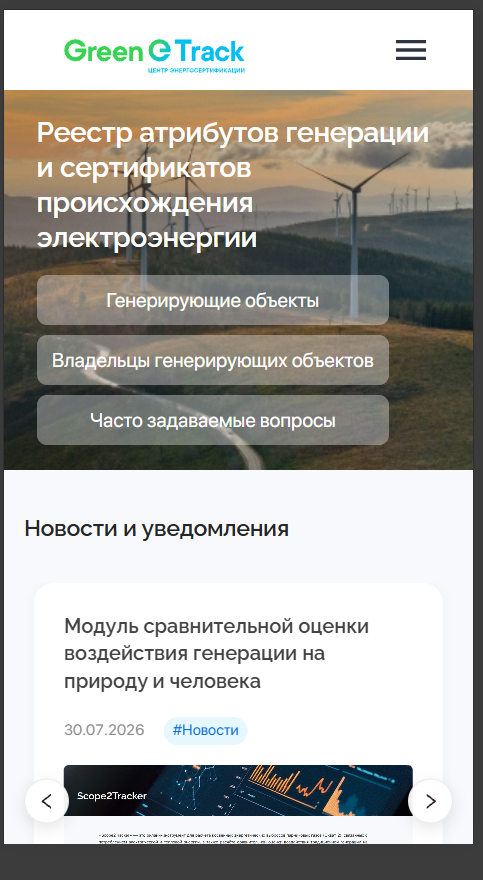 Green e Track
ЦЕНТР ЭНЕРГОСЕРТИФИКАЦИИ
Реестр атрибутов генерации
и сертификатов
происхождения
электроэнергии
Генерирующие объекты
Владельцы генерирующих объектов
Часто задаваемые вопросы
Новости и уведомления
Модуль сравнительной оценки
воздействия генерации на
природу и человека
30.07.2026 #Новости
Scope2Tracker